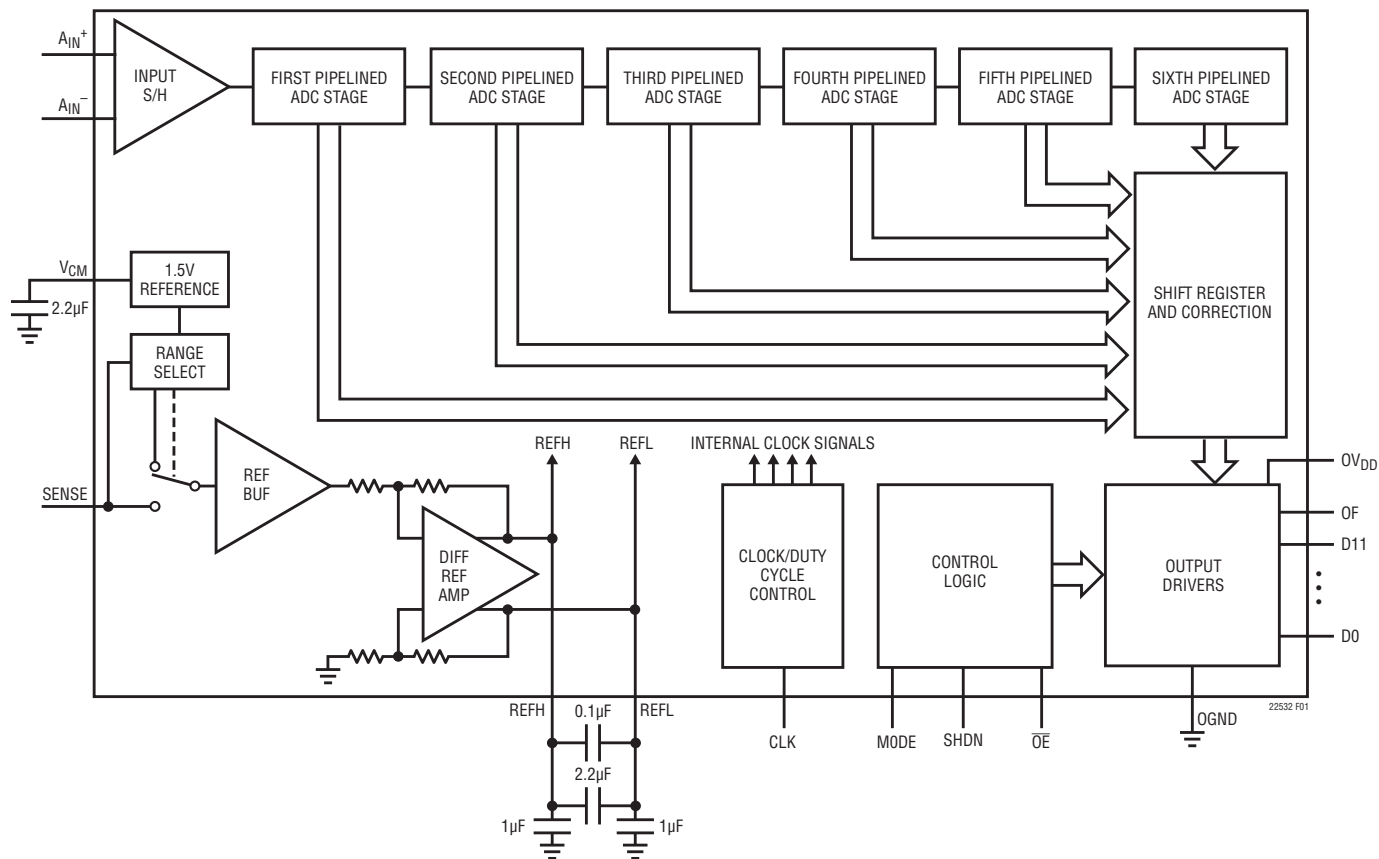 AIN+
AIN−
INPUT
S/H
FIRST PIPELINED
ADC STAGE
SECOND PIPELINED
ADC STAGE
THIRD PIPELINED
ADC STAGE
FOURTH PIPELINED
ADC STAGE
FIFTH PIPELINED
ADC STAGE
SIXTH PIPELINED
ADC STAGE
SHIFT REGISTER
AND CORRECTION
VCM
2.2µF
1.5V
REFERENCE
RANGE
SELECT
SENSE
REF
BUF
DIFF
REF
AMP
REFH
REFL
INTERNAL CLOCK SIGNALS
CLOCK/DUTY
CYCLE
CONTROL
CONTROL
LOGIC
OUTPUT
DRIVERS
OVDD
OF
D11
D0
REFH
0.1µF
REFL
2.2µF
1µF
1µF
CLK
M0DE
SHDN
O̅E̅
OGND
22532 F01